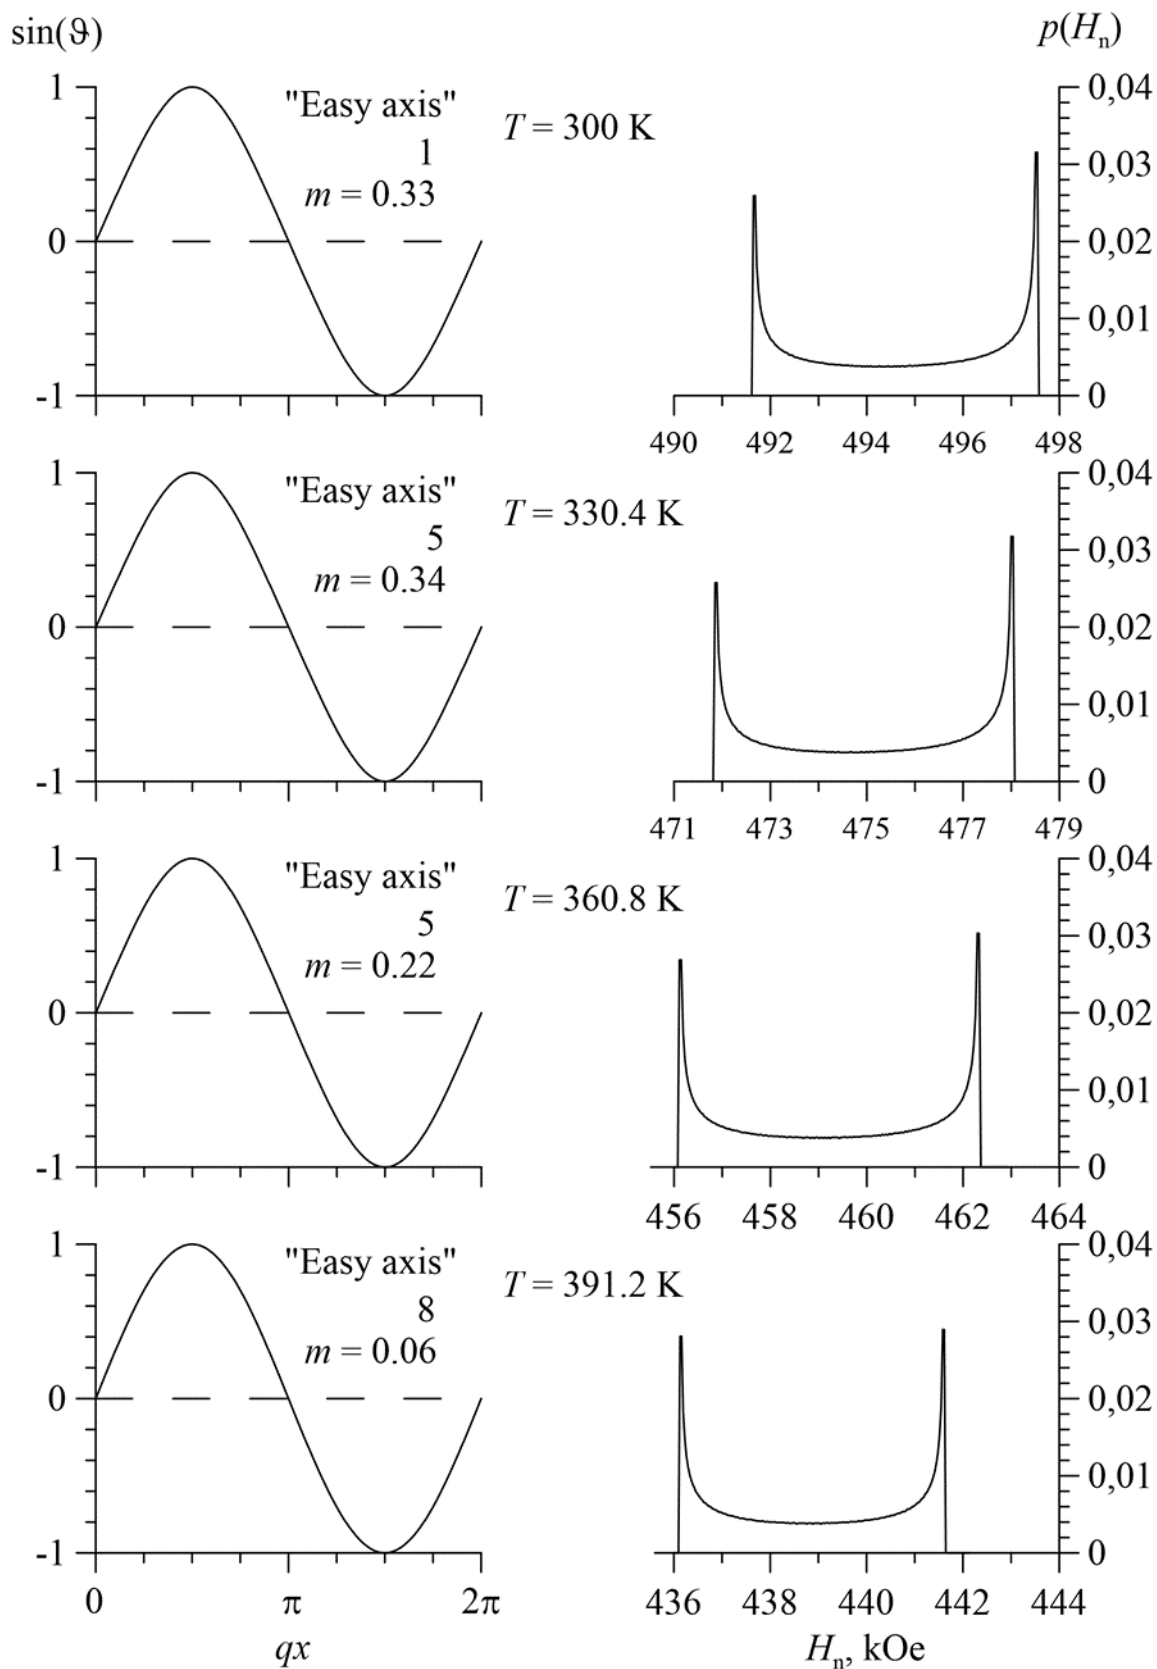 sin(ϑ)
p(Hn)
1
0
-1
"Easy axis"
1
m = 0.33
T = 300 K
0,04
0,03
0,02
0,01
0
490 492 494 496 498
1
0
-1
"Easy axis"
5
m = 0.34
T = 330.4 K
0,04
0,03
0,02
0,01
0
471 473 475 477 479
1
0
-1
"Easy axis"
5
m = 0.22
T = 360.8 K
0,04
0,03
0,02
0,01
0
456 458 460 462 464
1
0
-1
"Easy axis"
8
m = 0.06
T = 391.2 K
0,04
0,03
0,02
0,01
0
0 π 2π
qx
436 438 440 442 444
Hn, kOe